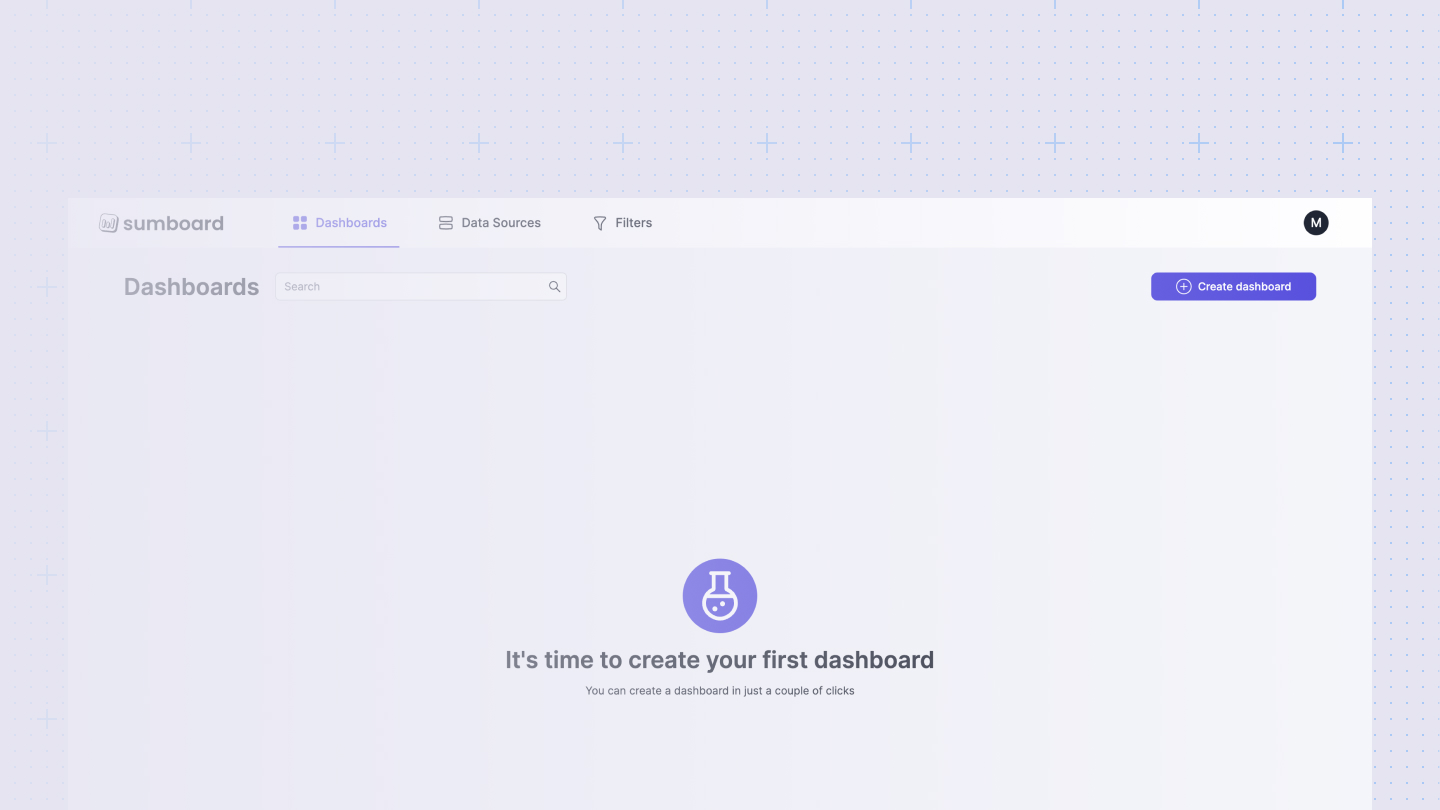 sumboard
Dashboards
Data Sources
Filters
M
Dashboards
Search
Create dashboard
It's time to create your first dashboard
You can create a dashboard in just a couple of clicks